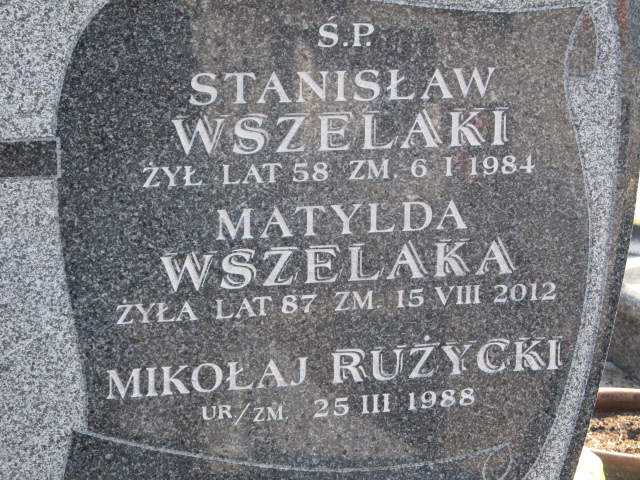 Ś.P.
STANISŁAW
WSZELAKI
ŻYŁ LAT 58 ZM. 6 I 1984
MATYLDA
WSZELAKA
ŻYŁA LAT 87 ZM. 15 VIII 2012
MIKOŁAJ RUŻYCKI
UR/ZM. 25 III 1988